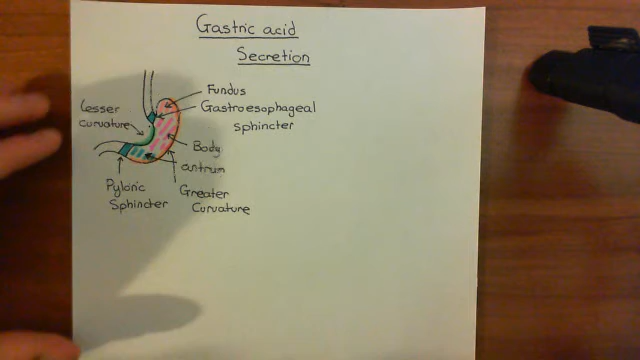 Gastric acid
Secretion
Fundus
Gastroesophageal
sphincter
Lesser
curvature
Body
antrum
Pyloric
Sphincter
Greater
Curvature